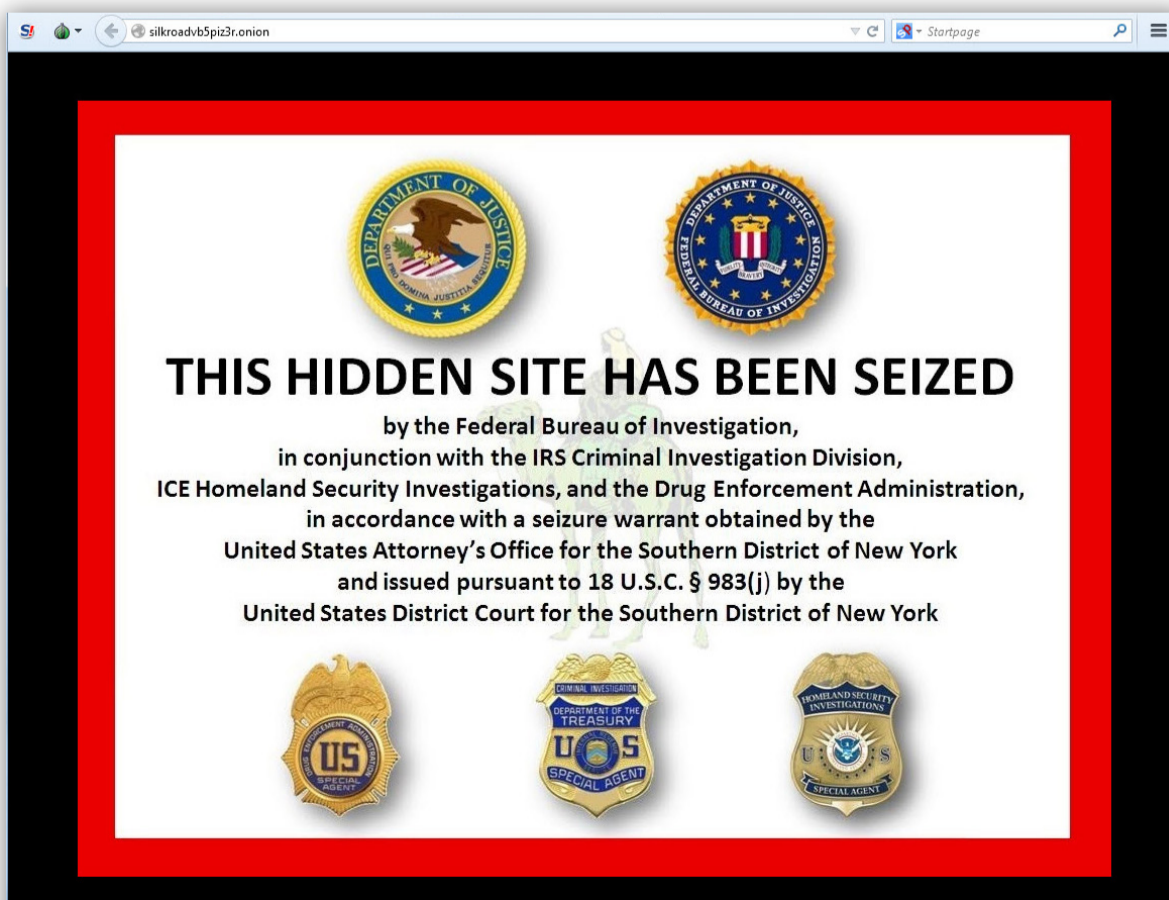 silkroadvb5piz3r.onion
Startpage
DEPARTMENT OF JUSTICE
QUI PRO DOMINA JUSTITIA SEQUITUR
DEPARTMENT OF JUSTICE
FEDERAL BUREAU OF INVESTIGATION
FIDELITY BRAVERY INTEGRITY
THIS HIDDEN SITE HAS BEEN SEIZED
by the Federal Bureau of Investigation,
in conjunction with the IRS Criminal Investigation Division,
ICE Homeland Security Investigations, and the Drug Enforcement Administration,
in accordance with a seizure warrant obtained by the
United States Attorney's Office for the Southern District of New York
and issued pursuant to 18 U.S.C. § 983(j) by the
United States District Court for the Southern District of New York
DRUG ENFORCEMENT ADMINISTRATION
US
SPECIAL
AGENT
CRIMINAL INVESTIGATION
DEPARTMENT OF THE
TREASURY
U S
SPECIAL AGENT
HOMELAND SECURITY
INVESTIGATIONS
U S
SPECIAL AGENT